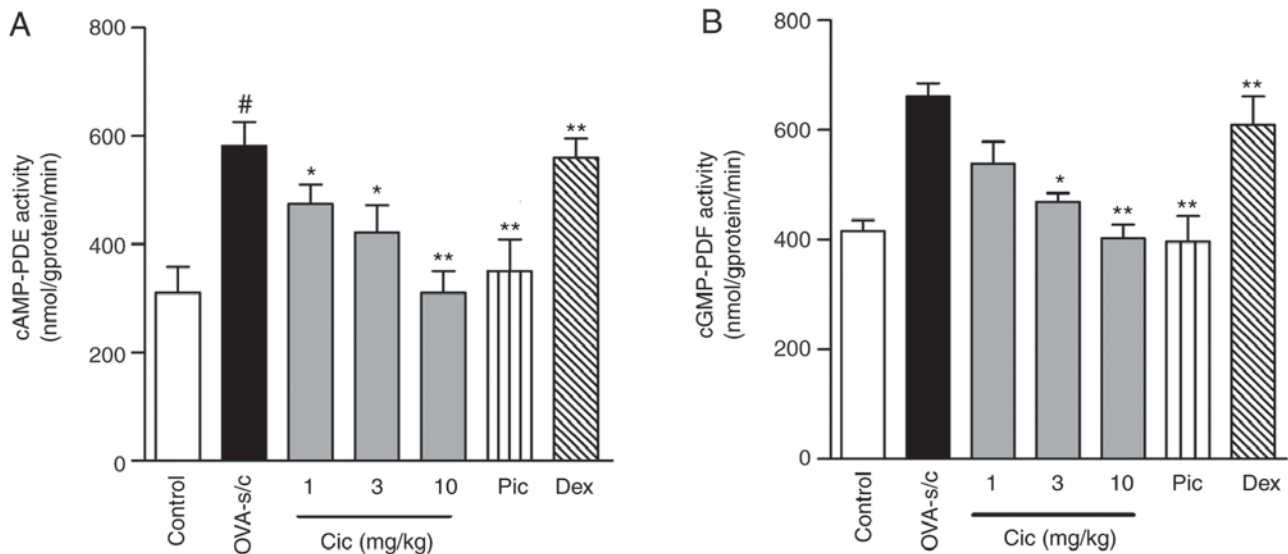 A
800
600
400
200
0
cAMP-PDE activity
(nmol/gprotein/min)
#
*
*
**
**
**
Control
OVA-s/c
1
3
10
Pic
Dex
Cic (mg/kg)
B
800
600
400
200
0
cGMP-PDF activity
(nmol/gprotein/min)
*
**
**
**
Control
OVA-s/c
1
3
10
Pic
Dex
Cic (mg/kg)